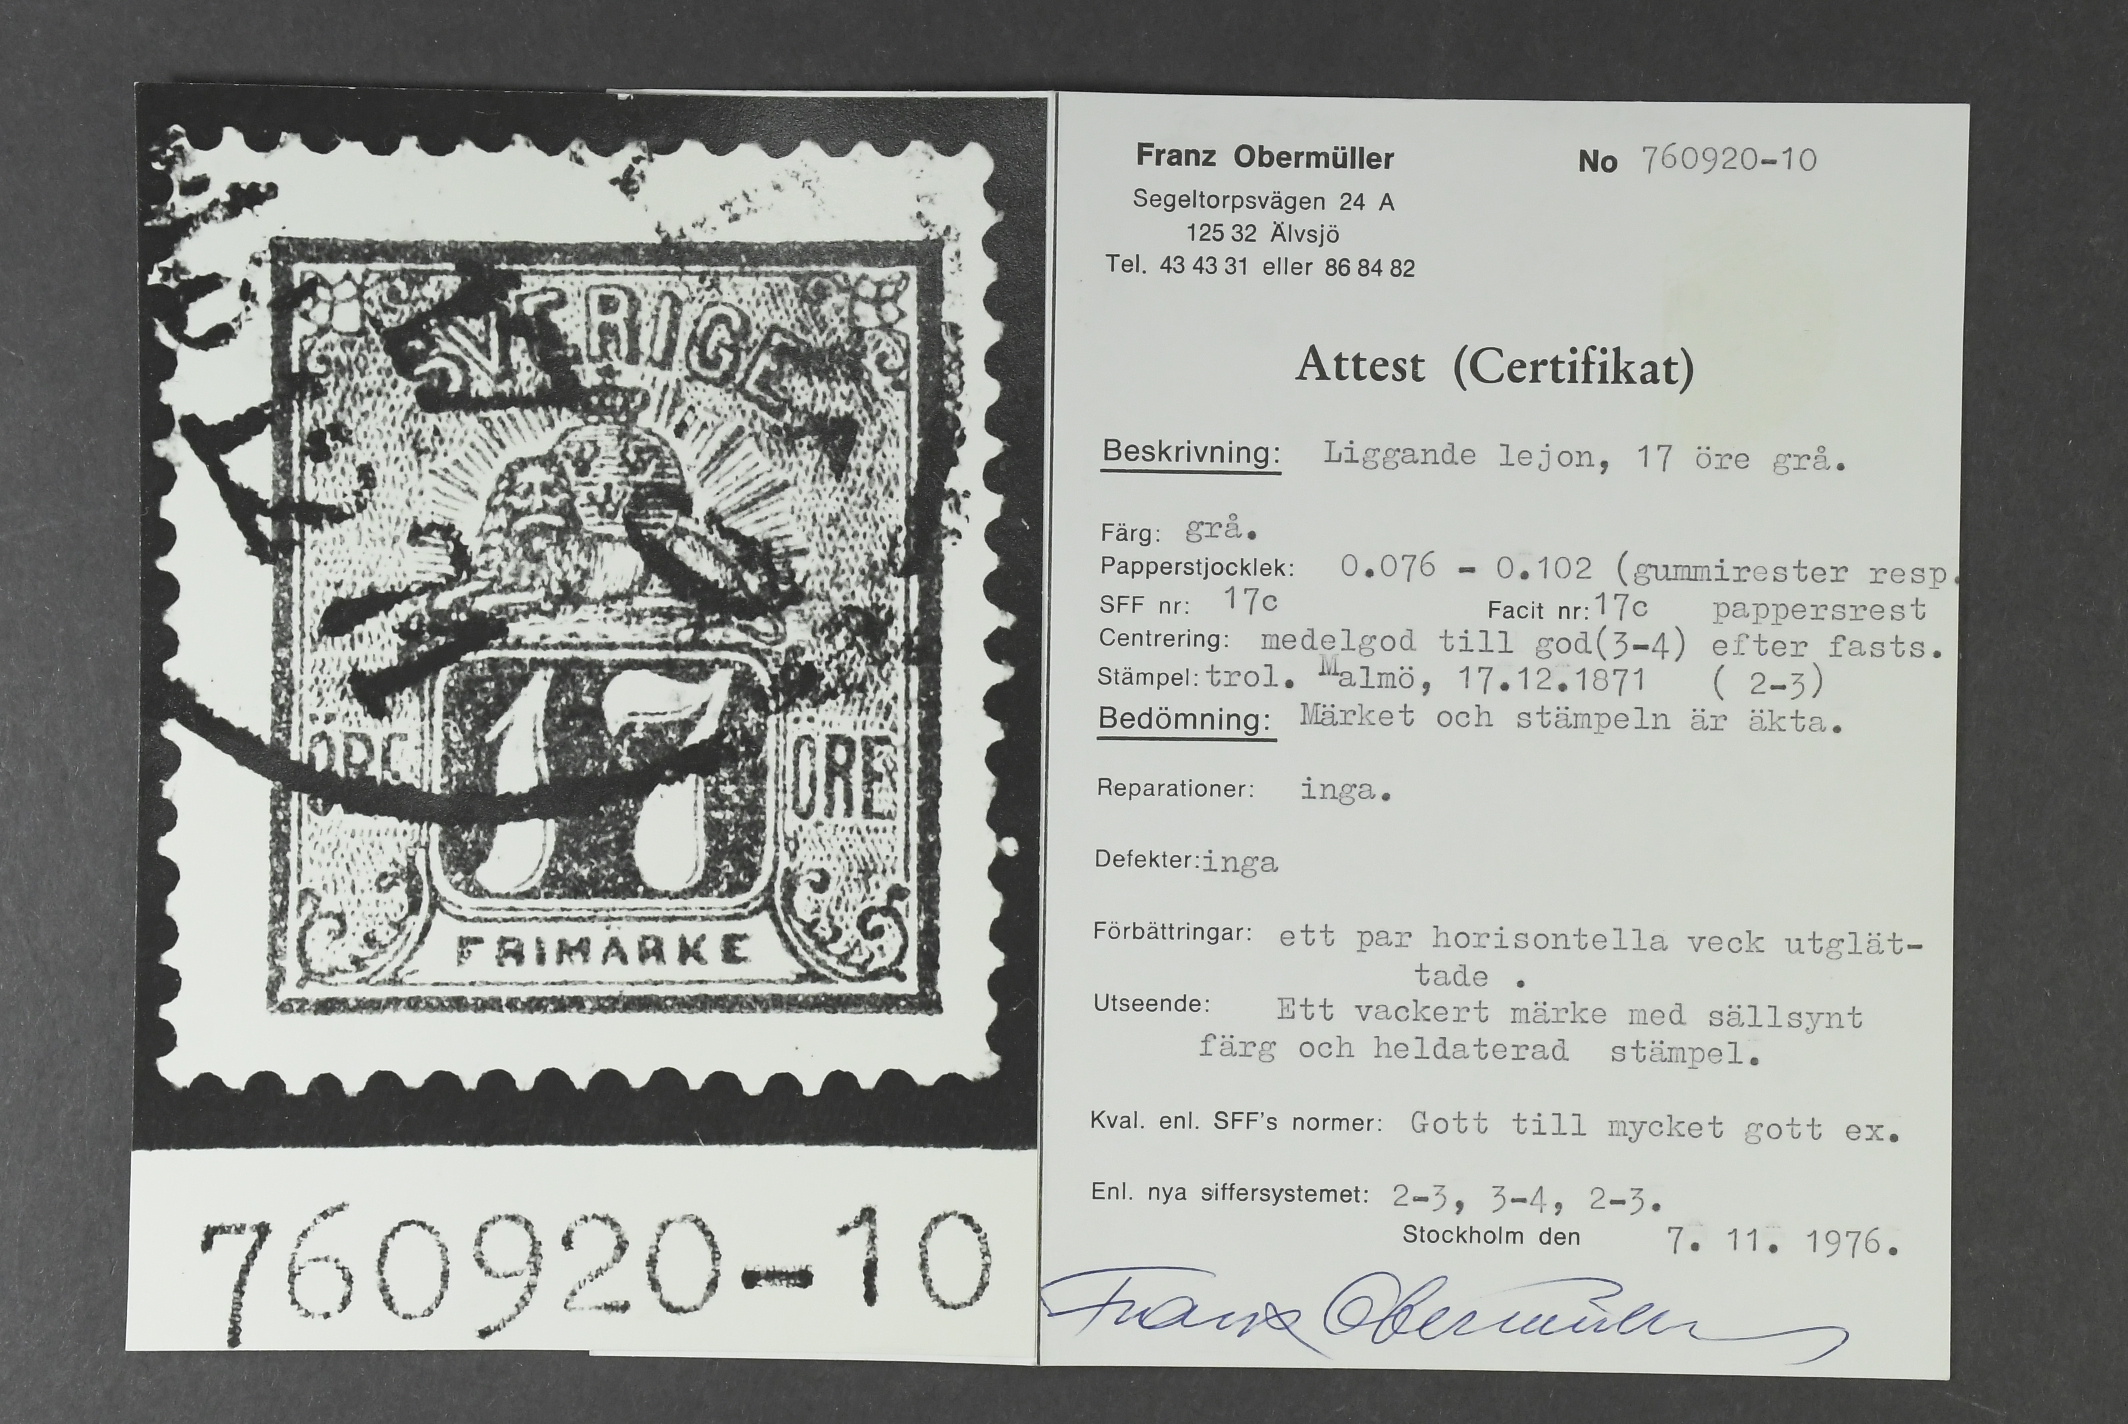 SVERIGE
17
ÖRE
ÖRE
FRIMÄRKE
760920-10
Franz Obermüller
No 760920-10
Segeltorpsvägen 24 A
125 32 Älvsjö
Tel. 43 43 31 eller 86 84 82
Attest (Certifikat)
Beskrivning: Liggande lejon, 17 öre grå.
Färg: grå.
Papperstjocklek: 0.076 - 0.102 (gummirester resp.
SFF nr: 17c Facit nr: 17c pappersrest
Centrering: medelgod till god(3-4) efter fasts.
Stämpel: trol. Malmö, 17.12.1871 ( 2-3)
Bedömning: Märket och stämpeln är äkta.
Reparationer: inga.
Defekter: inga
Förbättringar: ett par horisontella veck utglät-
tade .
Utseende: Ett vackert märke med sällsynt
färg och heldaterad stämpel.
Kval. enl. SFF's normer: Gott till mycket gott ex.
Enl. nya siffersystemet: 2-3, 3-4, 2-3.
Stockholm den 7. 11. 1976.
Franz Obermüller